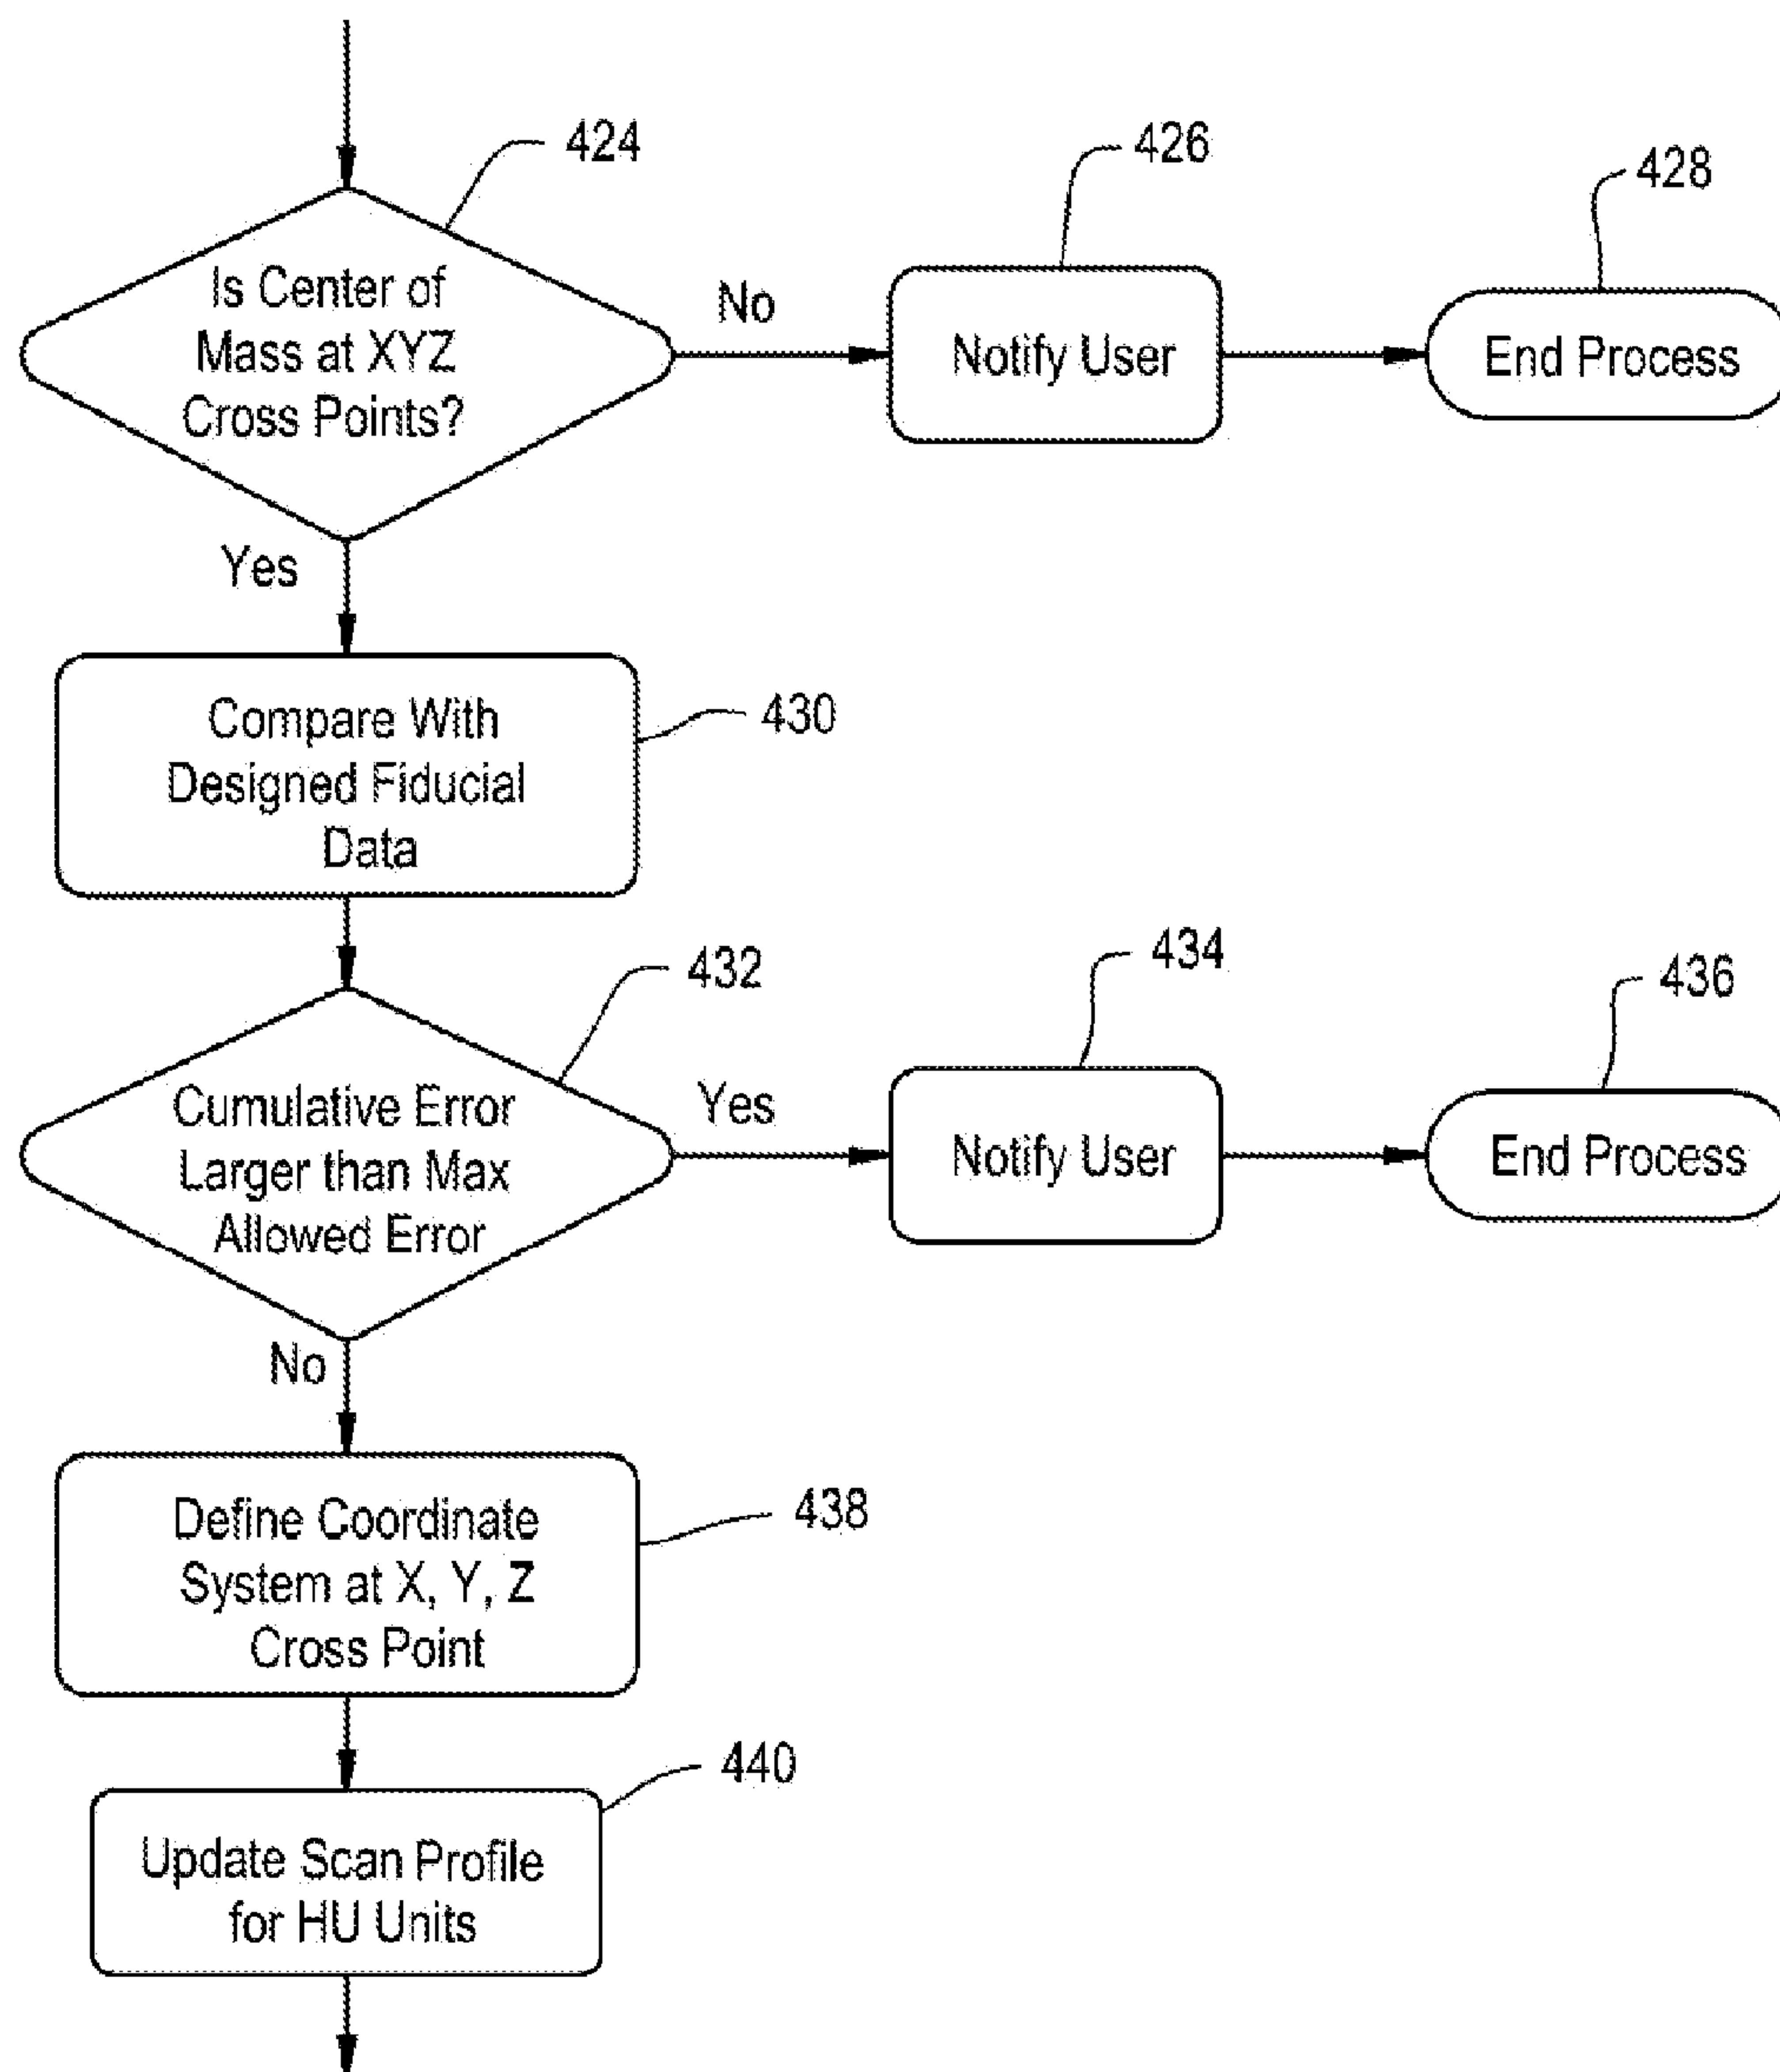 424
Is Center of
Mass at XYZ
Cross Points?
No
426
Notify User
428
End Process
Yes
430
Compare With
Designed Fiducial
Data
432
Cumulative Error
Larger than Max
Allowed Error
Yes
434
Notify User
436
End Process
No
438
Define Coordinate
System at X, Y, Z
Cross Point
440
Update Scan Profile
for HU Units